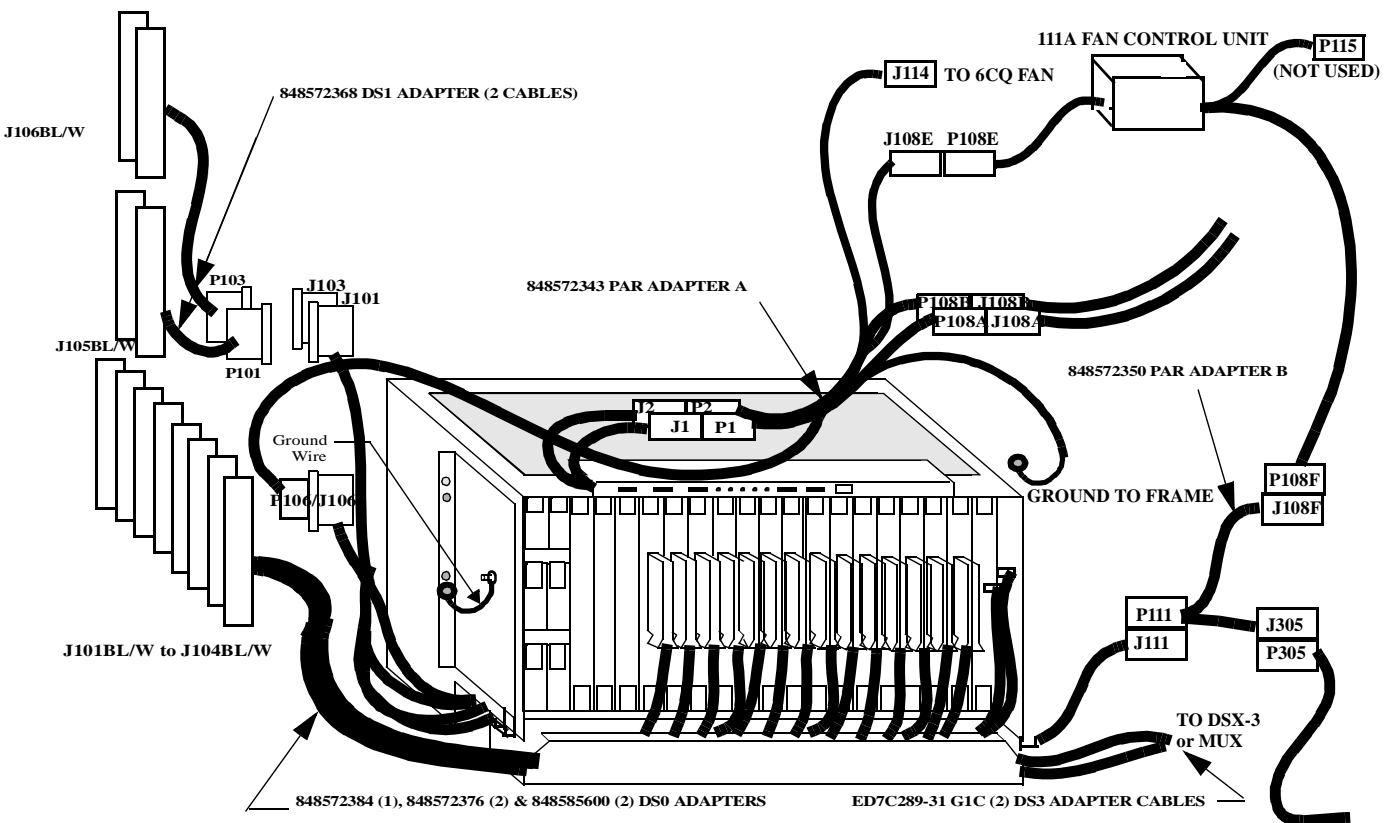 111A FAN CONTROL UNIT
P115
(NOT USED)
J114
TO 6CQ FAN
848572368 DS1 ADAPTER (2 CABLES)
J106BL/W
J108E
P108E
P103
J103
J101
848572343 PAR ADAPTER A
P108B
J108B
P108A
J108A
J105BL/W
P101
848572350 PAR ADAPTER B
J2
P2
J1
P1
Ground
Wire
P106/J106
GROUND TO FRAME
P108F
J108F
P111
J111
J305
P305
J101BL/W to J104BL/W
TO DSX-3
or MUX
848572384 (1), 848572376 (2) & 848585600 (2) DS0 ADAPTERS
ED7C289-31 G1C (2) DS3 ADAPTER CABLES